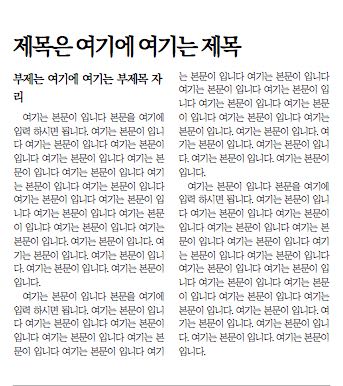 제목은 여기에 여기는 제목
부제는 여기에 여기는 부제목 자
리
여기는 본문이 입니다 본문을 여기에
입력 하시면 됩니다. 여기는 본문이 입니
다 여기는 본문이 입니다 여기는 본문이
입니다 여기는 본문이 입니다 여기는 본
문이 입니다 여기는 본문이 입니다 여기
는 본문이 입니다 여기는 본문이 입니다
여기는 본문이 입니다 여기는 본문이 입
니다 여기는 본문이 입니다 여기는 본문
이 입니다 여기는 본문이 입니다 여기는
본문이 입니다. 여기는 본문이 입니다. 여
기는 본문이 입니다. 여기는 본문이 입니
다. 여기는 본문이 입니다. 여기는 본문이
입니다.
여기는 본문이 입니다 본문을 여기에
입력 하시면 됩니다. 여기는 본문이 입니
다 여기는 본문이 입니다 여기는 본문이
입니다 여기는 본문이 입니다 여기는 본
문이 입니다 여기는 본문이 입니다 여기
는 본문이 입니다 여기는 본문이 입니다
여기는 본문이 입니다 여기는 본문이 입
니다 여기는 본문이 입니다 여기는 본문
이 입니다 여기는 본문이 입니다 여기는
본문이 입니다. 여기는 본문이 입니다. 여
기는 본문이 입니다. 여기는 본문이 입니
다. 여기는 본문이 입니다. 여기는 본문이
입니다.
여기는 본문이 입니다 본문을 여기에
입력 하시면 됩니다. 여기는 본문이 입니
다 여기는 본문이 입니다 여기는 본문이
입니다 여기는 본문이 입니다 여기는 본
문이 입니다 여기는 본문이 입니다 여기
는 본문이 입니다 여기는 본문이 입니다
여기는 본문이 입니다 여기는 본문이 입
니다 여기는 본문이 입니다 여기는 본문
이 입니다 여기는 본문이 입니다 여기는
본문이 입니다. 여기는 본문이 입니다. 여
기는 본문이 입니다. 여기는 본문이 입니
다. 여기는 본문이 입니다. 여기는 본문이
입니다.